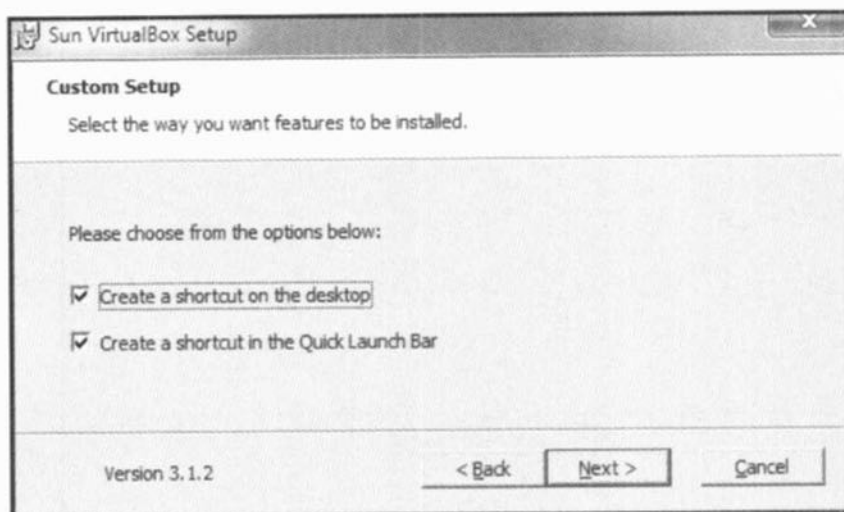 Sun VirtualBox Setup
Custom Setup
Select the way you want features to be installed.
Please choose from the options below:
Create a shortcut on the desktop
Create a shortcut in the Quick Launch Bar
Version 3.1.2
< Back
Next >
Cancel